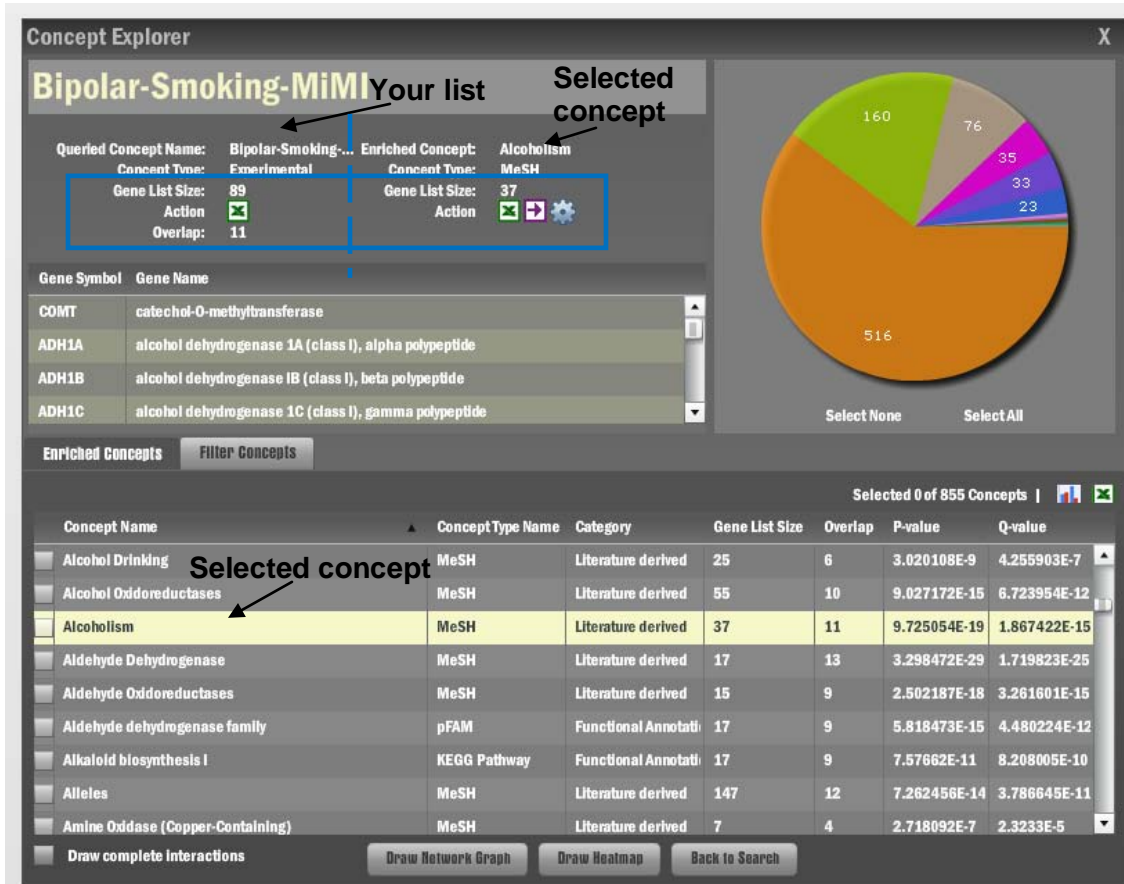 Concept Explorer X
Bipolar-Smoking-MiMI
Your list
Selected
concept
Queried Concept Name: Bipolar-Smoking-... Enriched Concept: Alcoholism
Concept Type: Experimental Concept Type: MeSH
Gene List Size: 89 Gene List Size: 37
Action Action
Overlap: 11
Gene Symbol Gene Name
COMT catechol-O-methyltransferase
ADH1A alcohol dehydrogenase 1A (class I), alpha polypeptide
ADH1B alcohol dehydrogenase IB (class I), beta polypeptide
ADH1C alcohol dehydrogenase 1C (class I), gamma polypeptide
160
76
35
33
23
516
Select None Select All
Enriched Concepts Filter Concepts
Selected 0 of 855 Concepts |
Concept Name Concept Type Name Category Gene List Size Overlap P-value Q-value
Alcohol Drinking MeSH Literature derived 25 6 3.020108E-9 4.255903E-7
Selected concept
Alcohol Oxidoreductases MeSH Literature derived 55 10 9.027172E-15 6.723954E-12
Alcoholism MeSH Literature derived 37 11 9.725054E-19 1.867422E-15
Aldehyde Dehydrogenase MeSH Literature derived 17 13 3.298472E-29 1.719823E-25
Aldehyde Oxidoreductases MeSH Literature derived 15 9 2.502187E-18 3.261601E-15
Aldehyde dehydrogenase family pFAM Functional Annotati 17 9 5.818473E-15 4.480224E-12
Alkaloid biosynthesis I KEGG Pathway Functional Annotati 17 9 7.57662E-11 8.208005E-10
Alleles MeSH Literature derived 147 12 7.262456E-14 3.786645E-11
Amine Oxidase (Copper-Containing) MeSH Literature derived 7 4 2.718092E-7 2.3233E-5
Draw complete interactions Draw Network Graph Draw Heatmap Back to Search